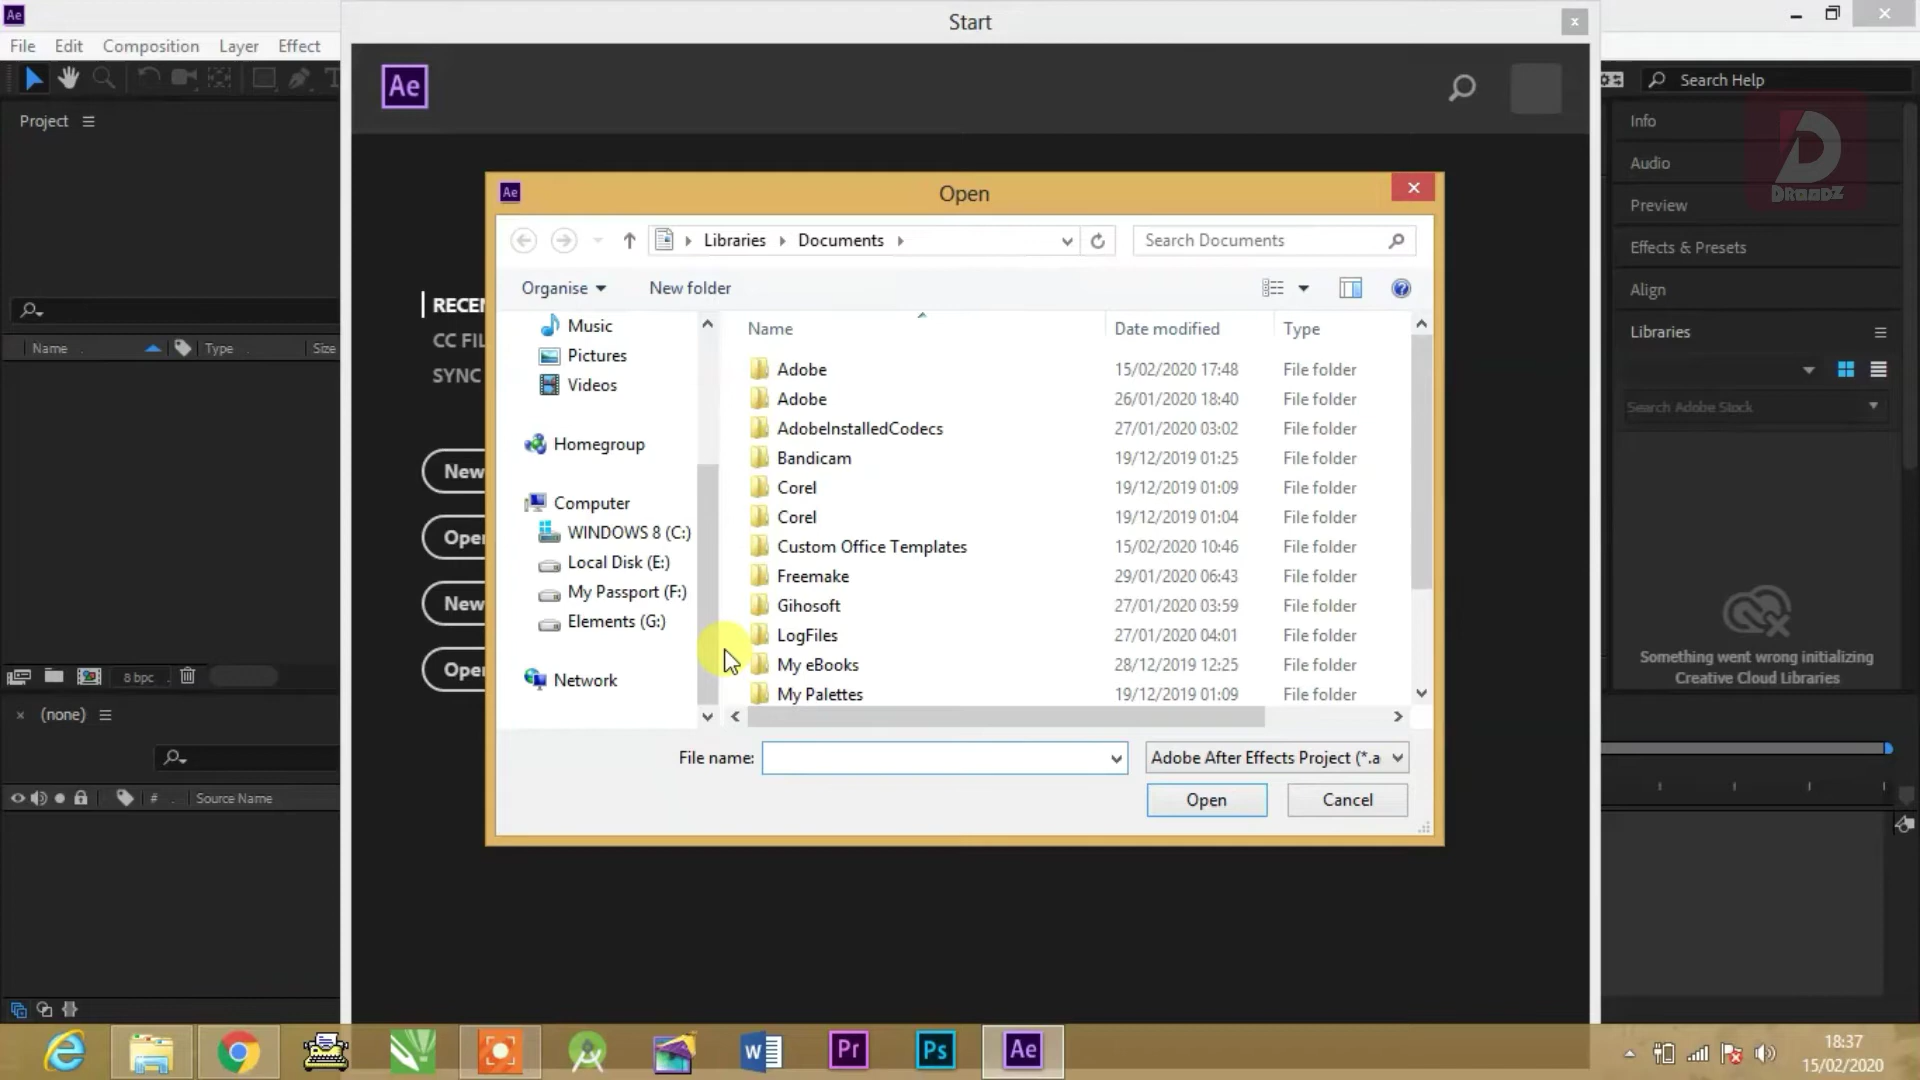 Ae
Start
File Edit Composition Layer Effect
Search Help
Project
Ae
Info
Audio
Preview
Effects & Presets
Align
Libraries
DRooDZ
Name Type Size
RECEN
CC FIL
SYNC
New
Open
New
Open
Ae Open
Libraries Documents
Search Documents
Organise New folder
Music
Pictures
Videos
Homegroup
Computer
WINDOWS 8 (C:)
Local Disk (E:)
My Passport (F:)
Elements (G:)
Network
Name Date modified Type
Adobe 15/02/2020 17:48 File folder
Adobe 26/01/2020 18:40 File folder
AdobeInstalledCodecs 27/01/2020 03:02 File folder
Bandicam 19/12/2019 01:25 File folder
Corel 19/12/2019 01:09 File folder
Corel 19/12/2019 01:04 File folder
Custom Office Templates 15/02/2020 10:46 File folder
Freemake 29/01/2020 06:43 File folder
Gihosoft 27/01/2020 03:59 File folder
LogFiles 27/01/2020 04:01 File folder
My eBooks 28/12/2019 12:25 File folder
My Palettes 19/12/2019 01:09 File folder
File name:
Adobe After Effects Project (*.a
Open Cancel
Search Adobe Stock
Something went wrong initializing
Creative Cloud Libraries
8 bpc
(none)
# Source Name
Pr Ps Ae
18:37
15/02/2020